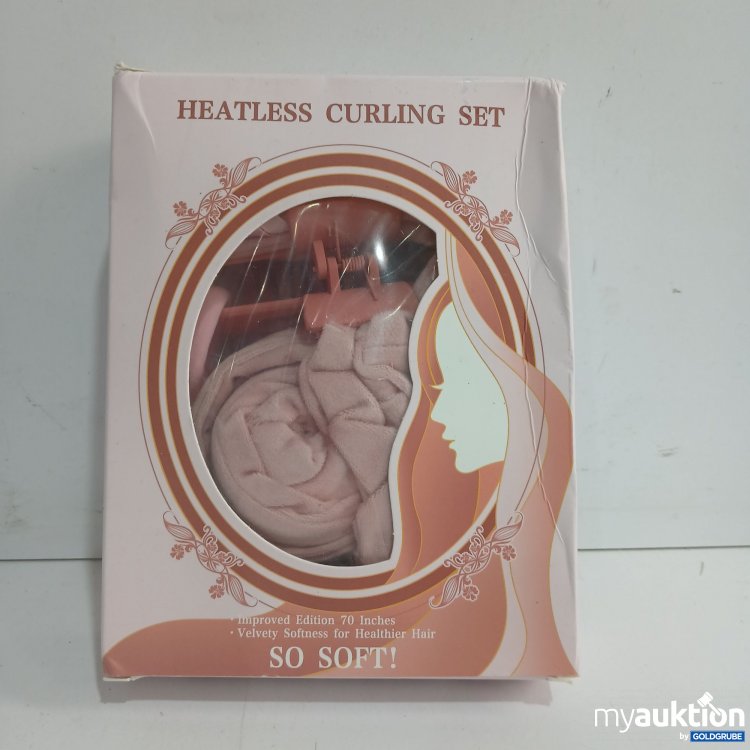 HEATLESS CURLING SET
· Improved Edition 70 Inches
· Velvety Softness for Healthier Hair
SO SOFT!
myauktion
by GOLDGRUBE